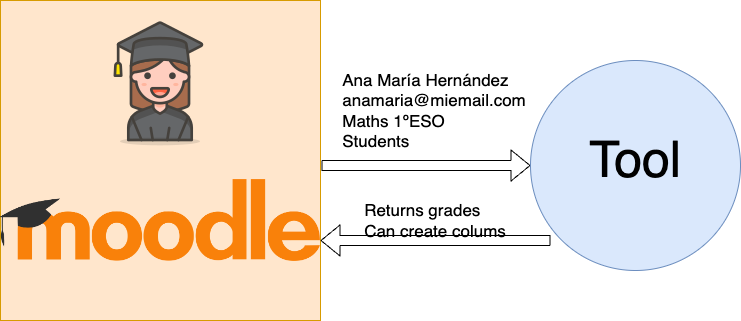 Ana María Hernández
anamaria@miemail.com
Maths 1ºESO
Students
Tool
moodle
Returns grades
Can create colums